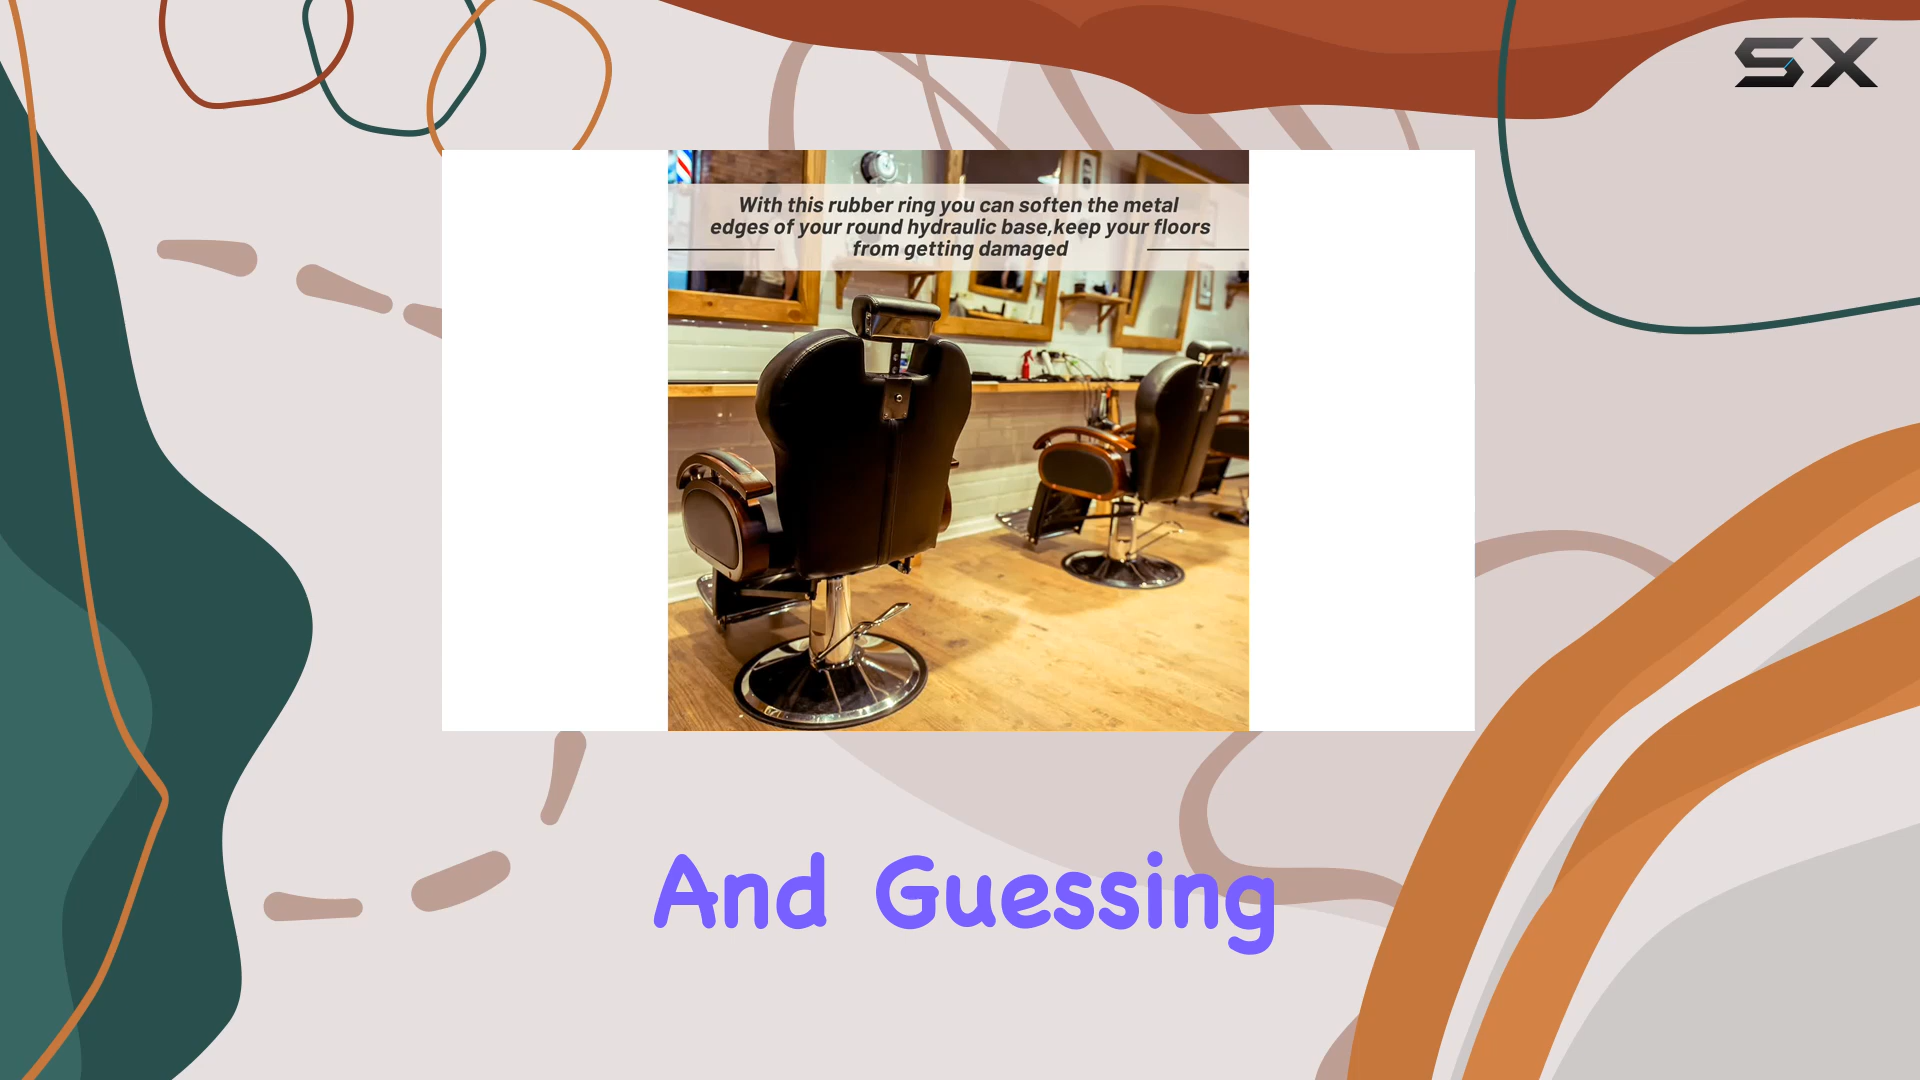 SX
With this rubber ring you can soften the metal
edges of your round hydraulic base,keep your floors
from getting damaged
And Guessing